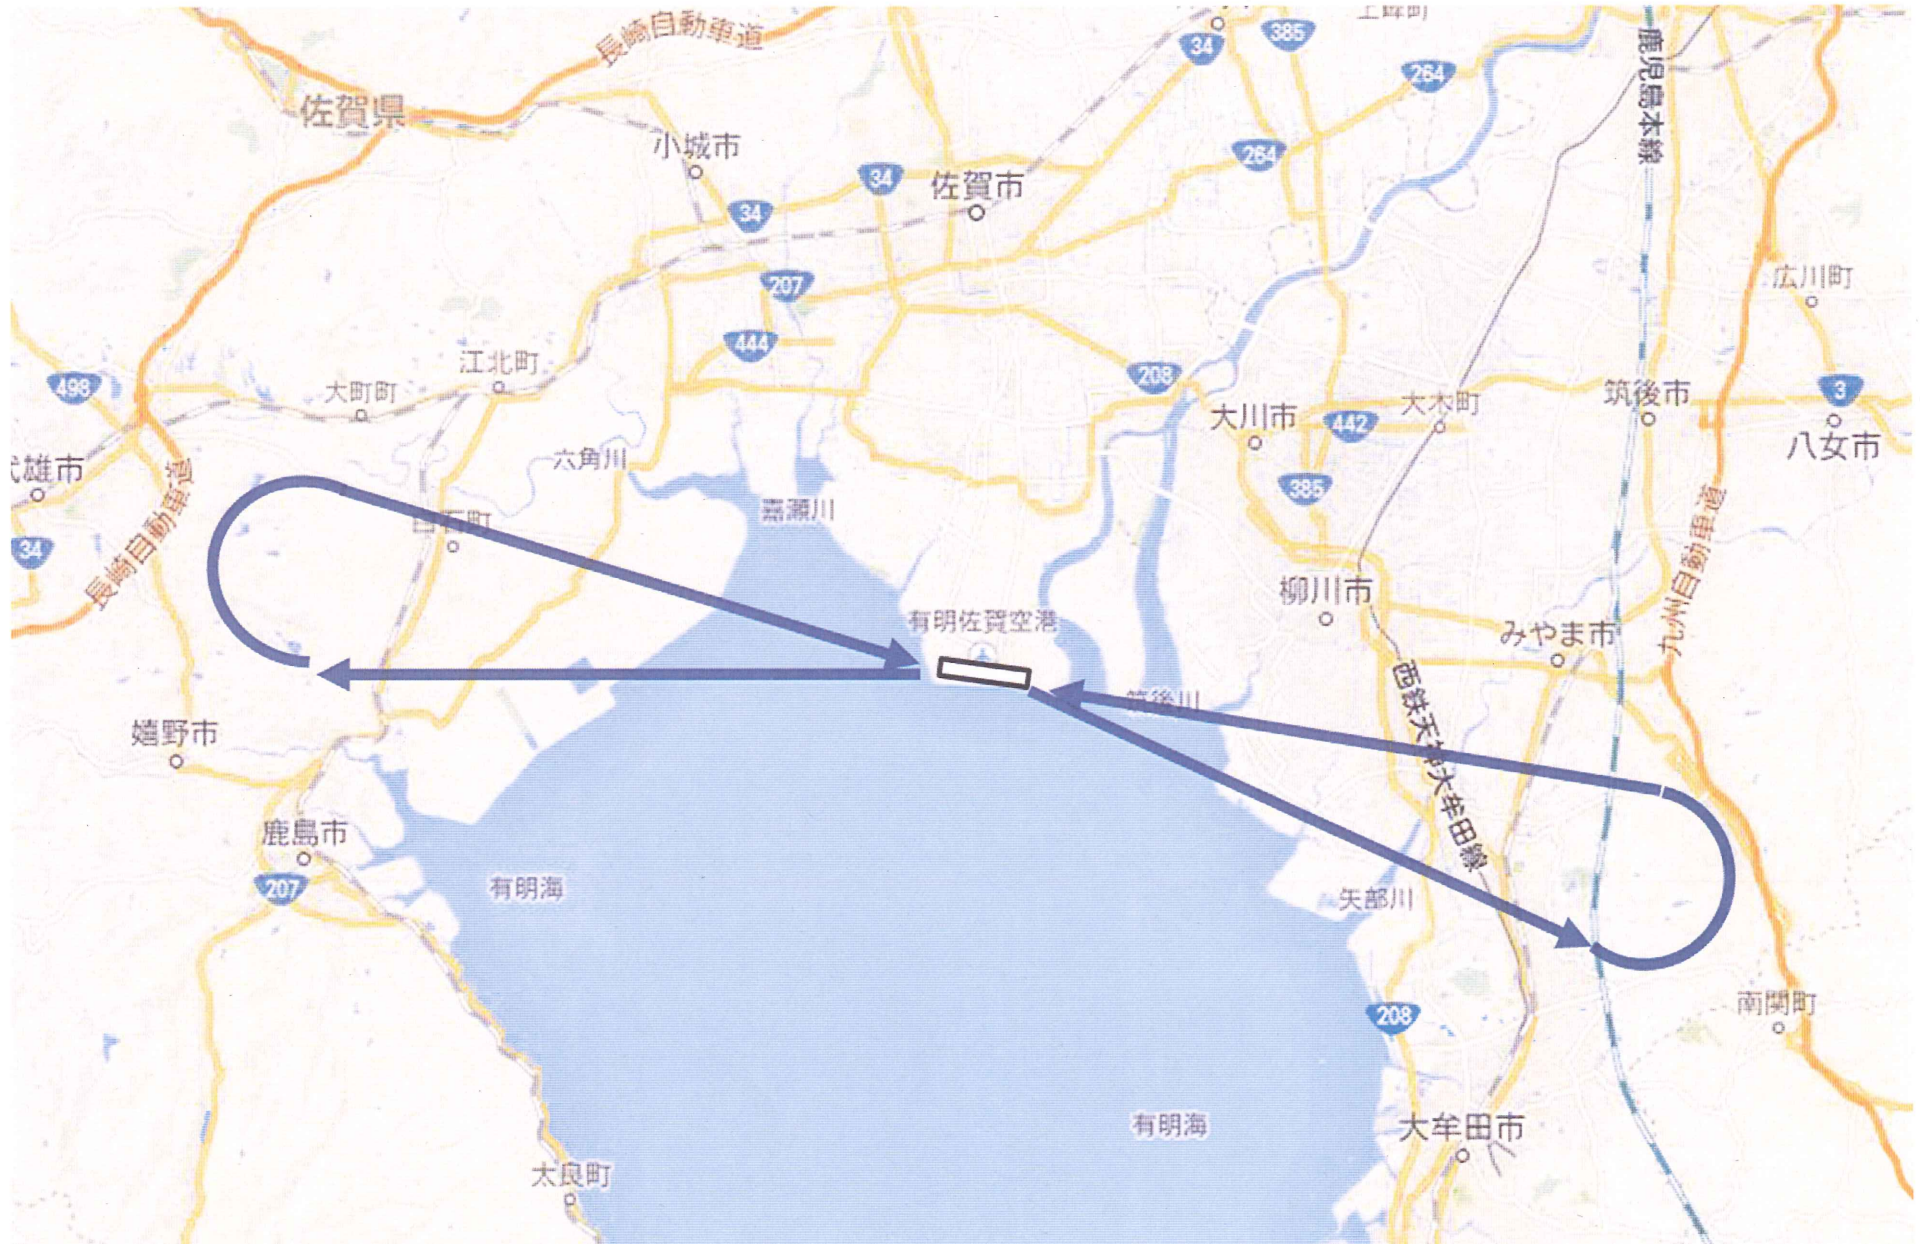 長崎自動車道
34
385
上峰町
264
鹿児島本線
佐賀県
小城市
34
佐賀市
264
34
207
広川町
444
江北町
208
498
大町町
大川市
442
大木町
筑後市
3
八女市
六角川
385
嘉瀬川
長崎自動車道
白石町
34
九州自動車道
柳川市
有明佐賀空港
みやま市
西鉄天神大牟田線
筑後川
嬉野市
鹿島市
207
有明海
矢部川
208
南関町
有明海
大牟田市
太良町